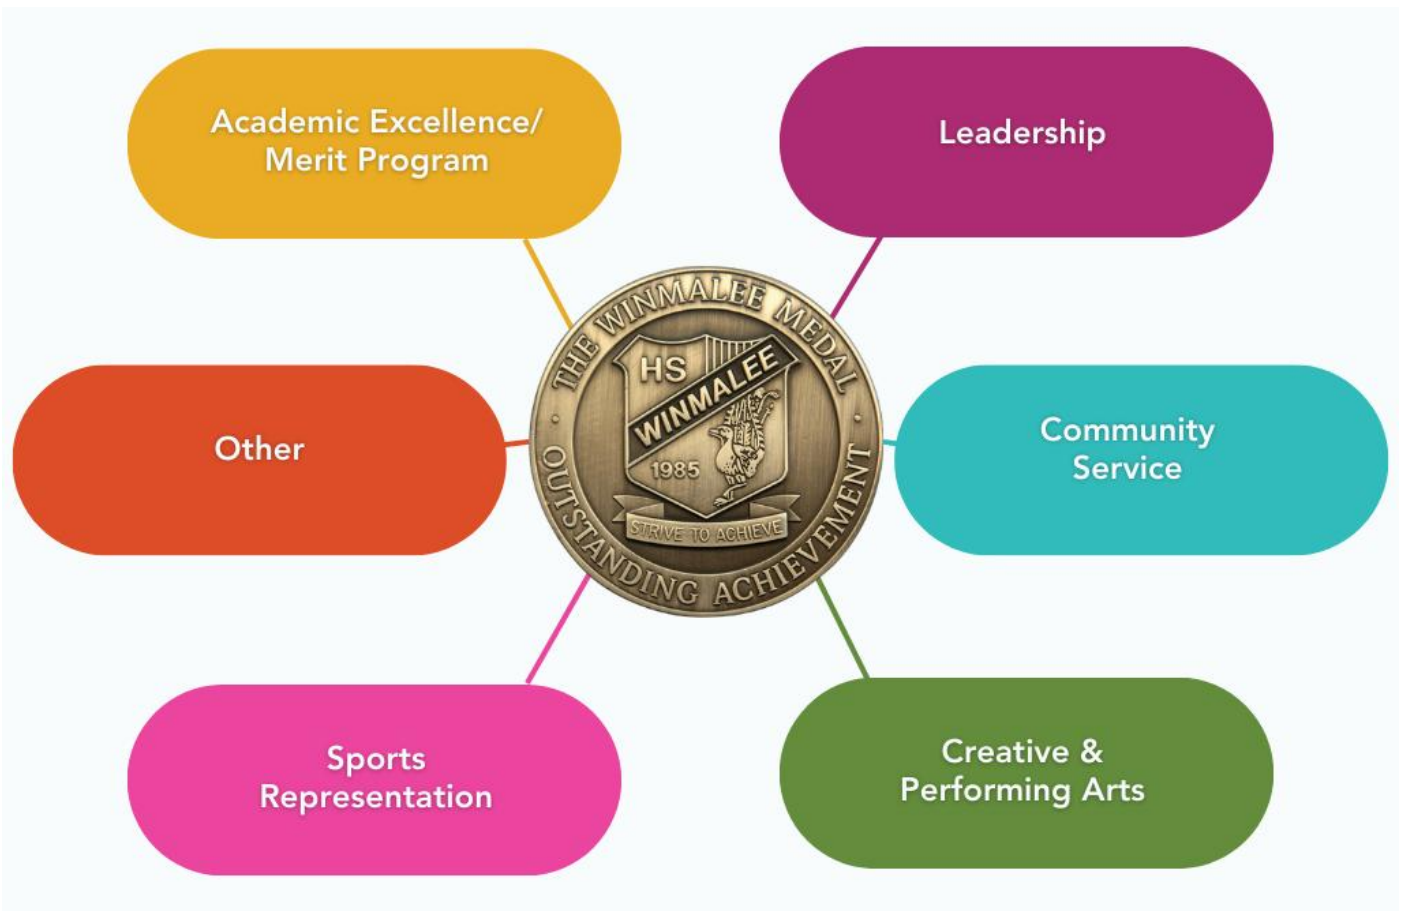 Academic Excellence/
Merit Program
Leadership
THE WINMALEE MEDAL
HS
WINMALEE
1985
STRIVE TO ACHIEVE
OUTSTANDING ACHIEVEMENT
Other
Community
Service
Sports
Representation
Creative &
Performing Arts